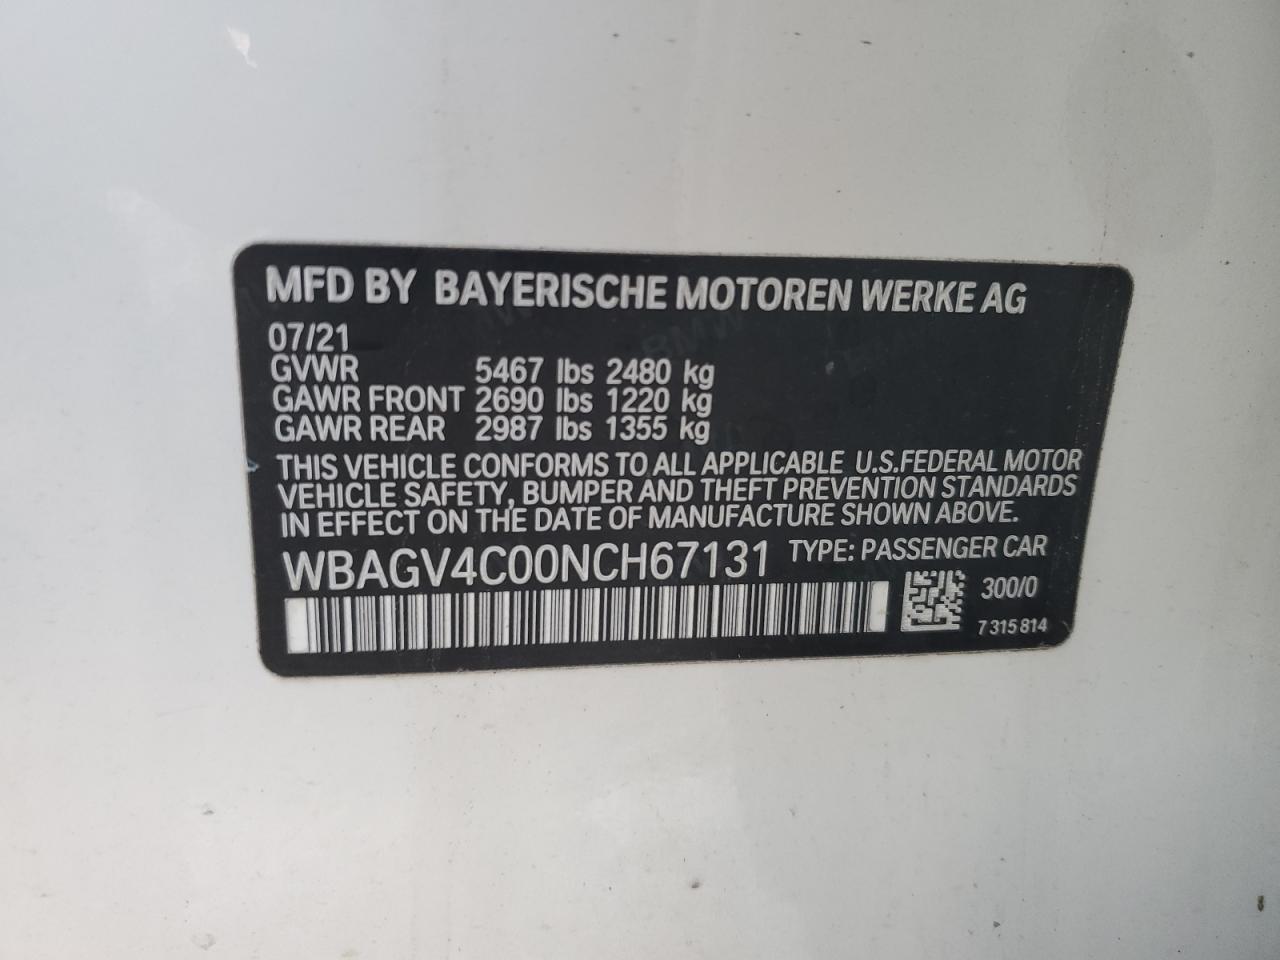 MFD BY BAYERISCHE MOTOREN WERKE AG
07/21
GVWR 5467 lbs 2480 kg
GAWR FRONT 2690 lbs 1220 kg
GAWR REAR 2987 lbs 1355 kg
THIS VEHICLE CONFORMS TO ALL APPLICABLE U.S.FEDERAL MOTOR
VEHICLE SAFETY, BUMPER AND THEFT PREVENTION STANDARDS
IN EFFECT ON THE DATE OF MANUFACTURE SHOWN ABOVE.
WBAGV4C00NCH67131 TYPE: PASSENGER CAR
300/0
7 315 814